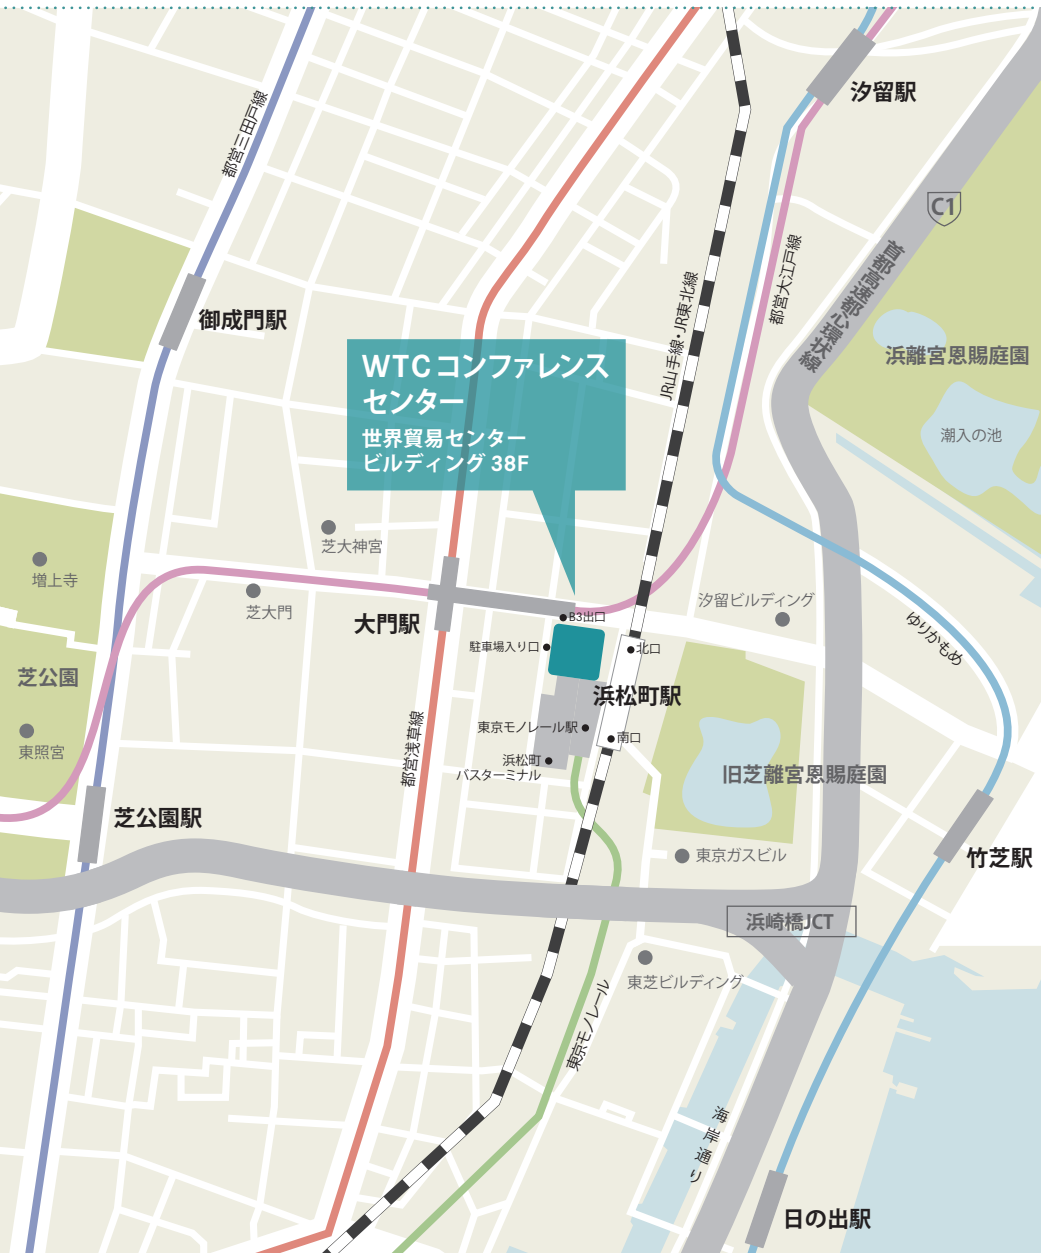 汐留駅
都営三田戸線
C1
首都高速都心環状線
都営大江戸線
JR山手線・JR東北線
御成門駅
浜離宮恩賜庭園
潮入の池
WTCコンファレンス
センター
世界貿易センター
ビルディング 38F
芝大神宮
増上寺
芝大門
大門駅
B3出口
汐留ビルディング
ゆりかもめ
駐車場入り口
北口
芝公園
浜松町駅
東照宮
都営浅草線
東京モノレール駅
南口
浜松町
バスターミナル
旧芝離宮恩賜庭園
芝公園駅
東京ガスビル
竹芝駅
浜崎橋JCT
東芝ビルディング
東京モノレール
海岸通り
日の出駅